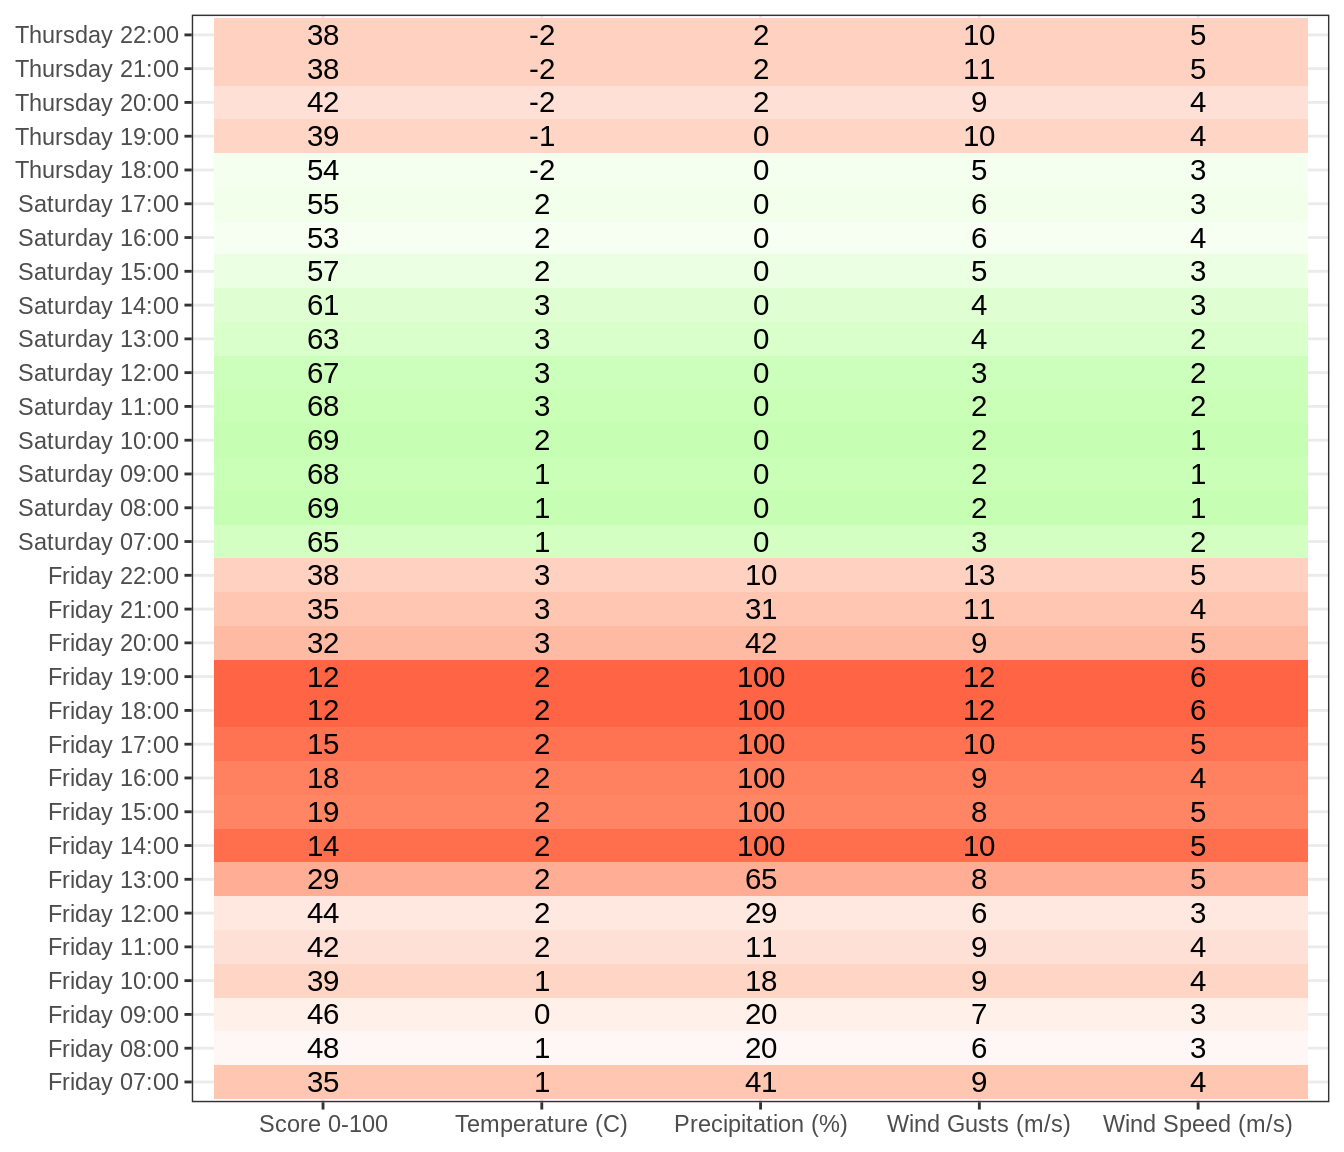 Thursday 22:00 38 -2 2 10 5
Thursday 21:00 38 -2 2 11 5
Thursday 20:00 42 -2 2 9 4
Thursday 19:00 39 -1 0 10 4
Thursday 18:00 54 -2 0 5 3
Saturday 17:00 55 2 0 6 3
Saturday 16:00 53 2 0 6 4
Saturday 15:00 57 2 0 5 3
Saturday 14:00 61 3 0 4 3
Saturday 13:00 63 3 0 4 2
Saturday 12:00 67 3 0 3 2
Saturday 11:00 68 3 0 2 2
Saturday 10:00 69 2 0 2 1
Saturday 09:00 68 1 0 2 1
Saturday 08:00 69 1 0 2 1
Saturday 07:00 65 1 0 3 2
Friday 22:00 38 3 10 13 5
Friday 21:00 35 3 31 11 4
Friday 20:00 32 3 42 9 5
Friday 19:00 12 2 100 12 6
Friday 18:00 12 2 100 12 6
Friday 17:00 15 2 100 10 5
Friday 16:00 18 2 100 9 4
Friday 15:00 19 2 100 8 5
Friday 14:00 14 2 100 10 5
Friday 13:00 29 2 65 8 5
Friday 12:00 44 2 29 6 3
Friday 11:00 42 2 11 9 4
Friday 10:00 39 1 18 9 4
Friday 09:00 46 0 20 7 3
Friday 08:00 48 1 20 6 3
Friday 07:00 35 1 41 9 4
Score 0-100 Temperature (C) Precipitation (%) Wind Gusts (m/s) Wind Speed (m/s)